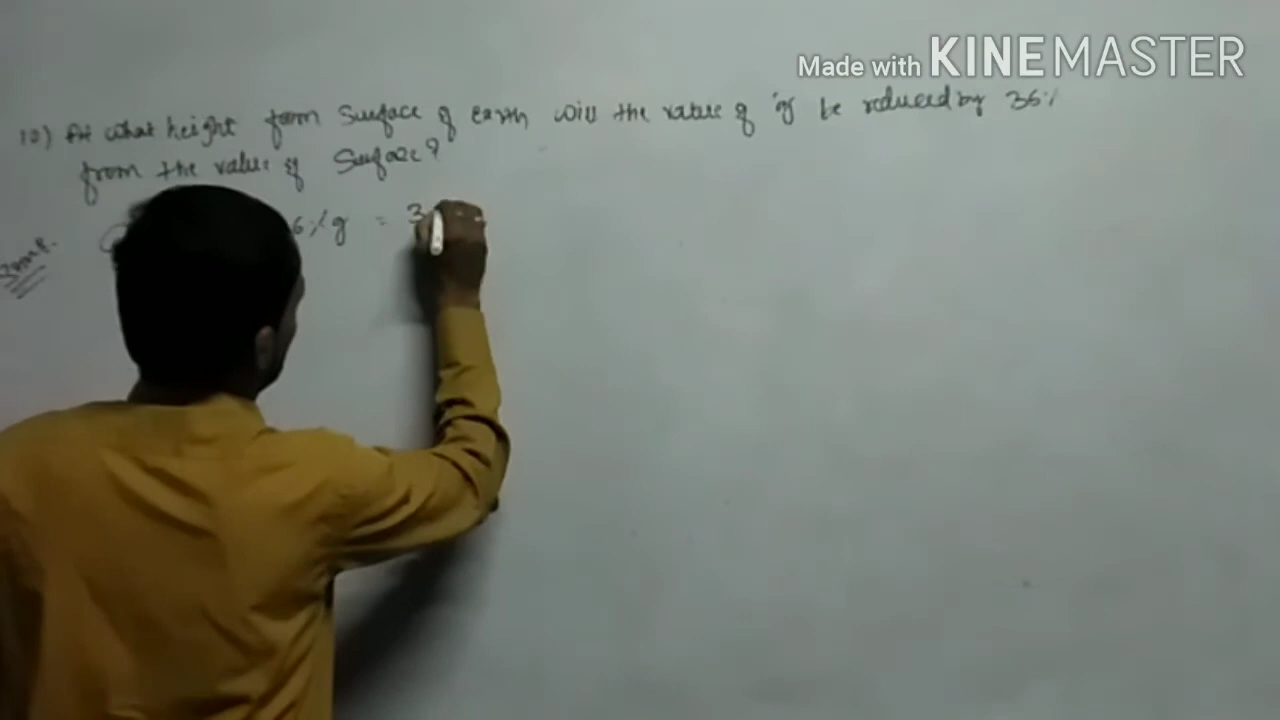 Made with KINEMASTER
10) At what height from Surface of Earth will the value of 'g' be reduced by 36%
from the value of Surface?
6% g = 3